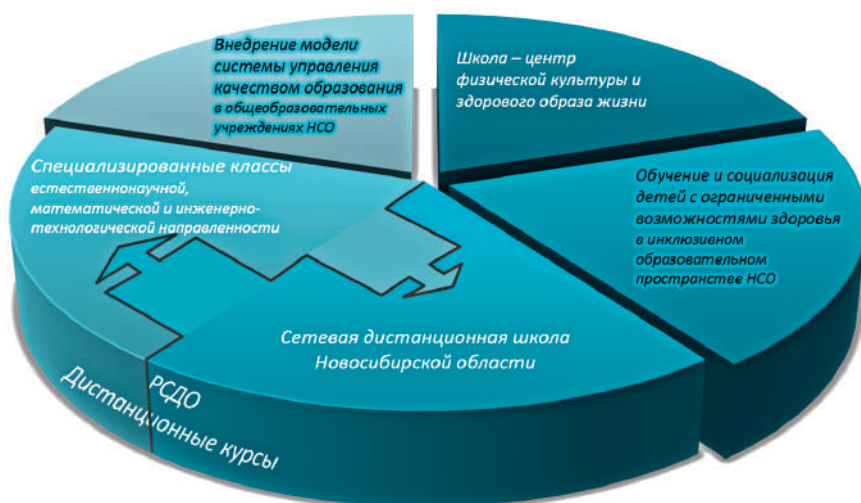 Внедрение модели
системы управления
качеством образования
в общеобразовательных
учреждениях НСО
Школа – центр
физической культуры и
здорового образа жизни
Специализированные классы
естественнонаучной,
математической и инженерно-
технологической направленности
Обучение и социализация
детей с ограниченными
возможностями здоровья
в инклюзивном
образовательном
пространстве НСО
Сетевая дистанционная школа
Новосибирской области
РСДО
Дистанционные курсы